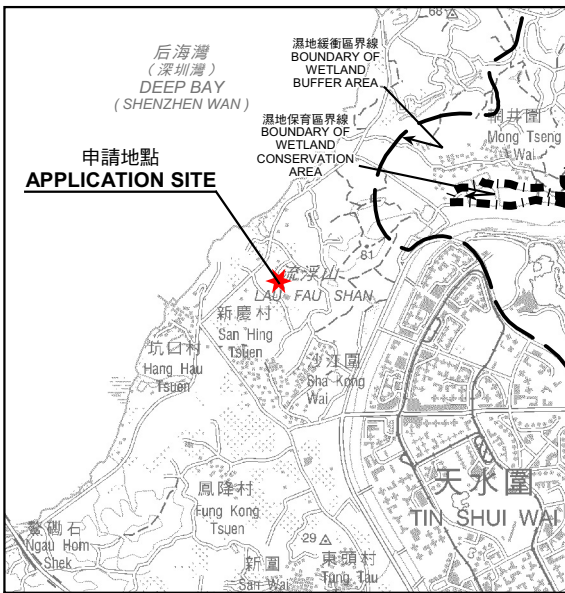 68
后海灣
(深圳灣)
DEEP BAY
( SHENZHEN WAN )
濕地緩衝區界線
BOUNDARY OF
WETLAND
BUFFER AREA
濕地保育區界線
BOUNDARY OF
WETLAND
CONSERVATION
AREA
網井圍
Mong Tseng
Wai
申請地點
APPLICATION SITE
81
流浮山
LAU FAU SHAN
新慶村
San Hing
Tsuen
坑口村
Hang Hau
Tsuen
沙江圍
Sha Kong
Wai
天水圍
TIN SHUI WAI
鳳降村
Fung Kong
Tsuen
鰲磡石
Ngau Hom
Shek
29
新圍
San Wai
東頭村
Tung Tau